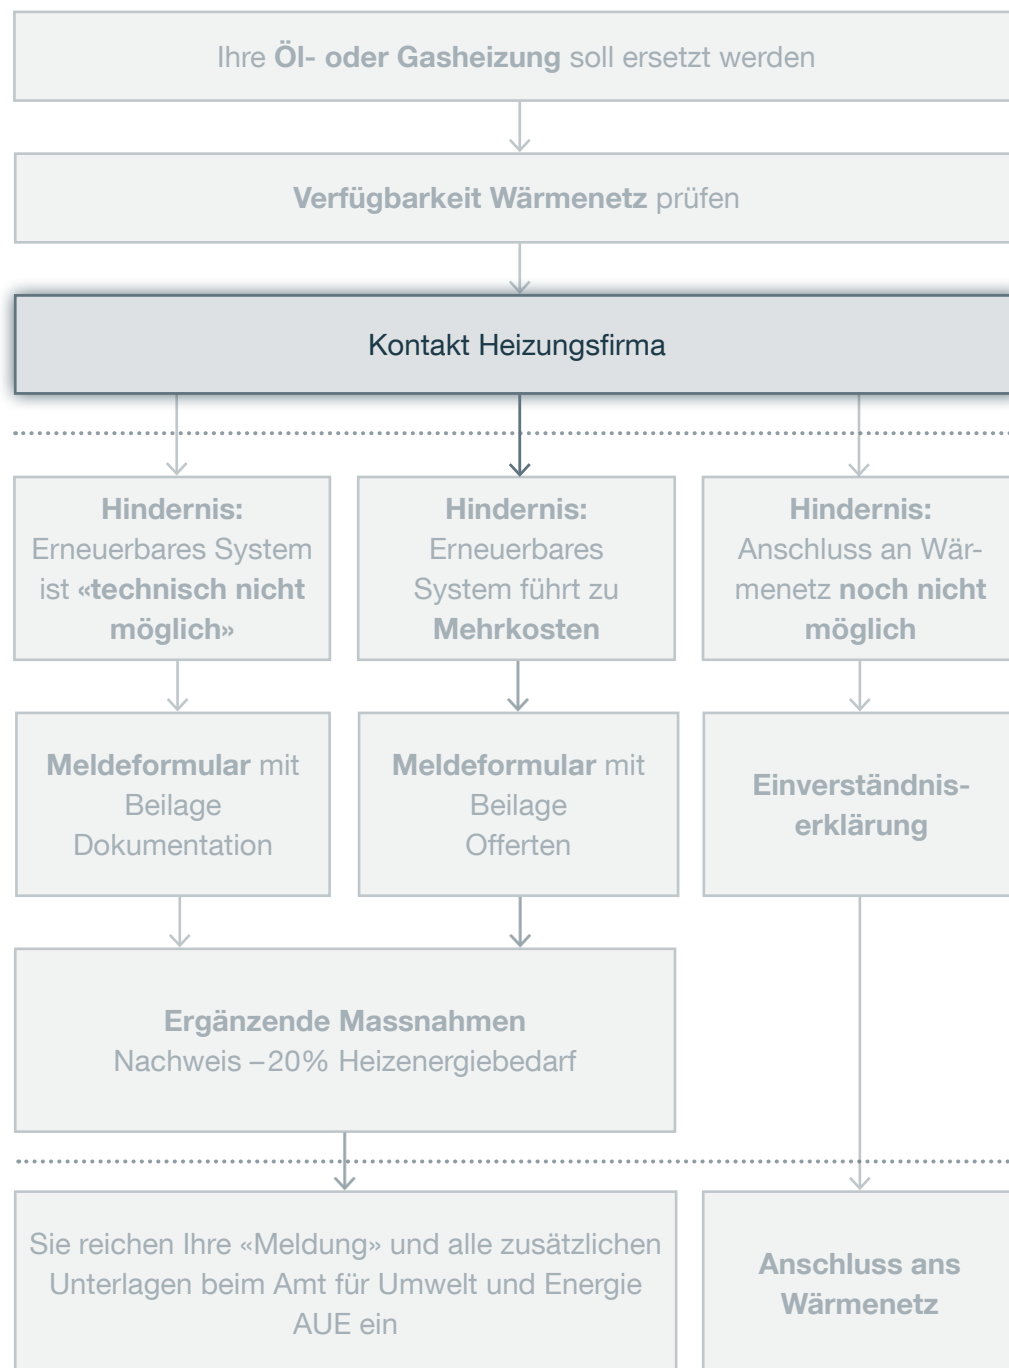 Ihre Öl- oder Gasheizung soll ersetzt werden
Verfügbarkeit Wärmenetz prüfen
Kontakt Heizungsfirma
Hindernis:
Erneuerbares System
ist «technisch nicht
möglich»
Hindernis:
Erneuerbares
System führt zu
Mehrkosten
Hindernis:
Anschluss an Wär-
menetz noch nicht
möglich
Meldeformular mit
Beilage
Dokumentation
Meldeformular mit
Beilage
Offerten
Einverständnis-
erklärung
Ergänzende Massnahmen
Nachweis –20% Heizenergiebedarf
Sie reichen Ihre «Meldung» und alle zusätzlichen
Unterlagen beim Amt für Umwelt und Energie
AUE ein
Anschluss ans
Wärmenetz